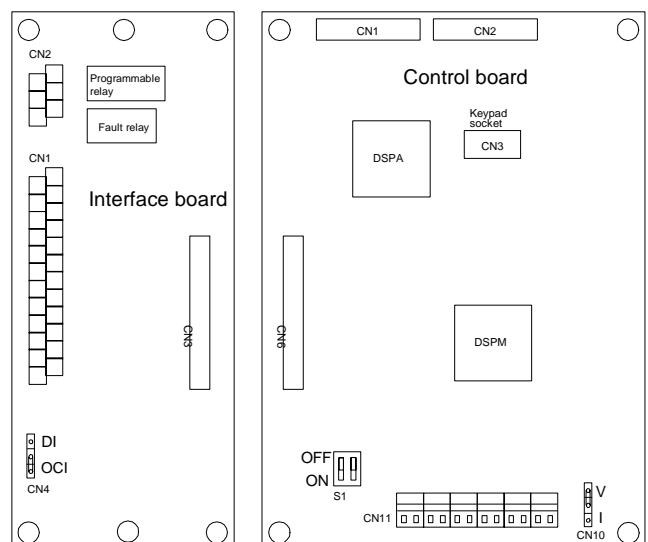 CN2
Programmable
relay
Fault relay
CN1
Interface board
CN3
DI
OCI
CN4
CN1
CN2
Control board
Keypad
socket
CN3
DSPA
CN6
DSPM
OFF
ON
S1
CN11
V
I
CN10